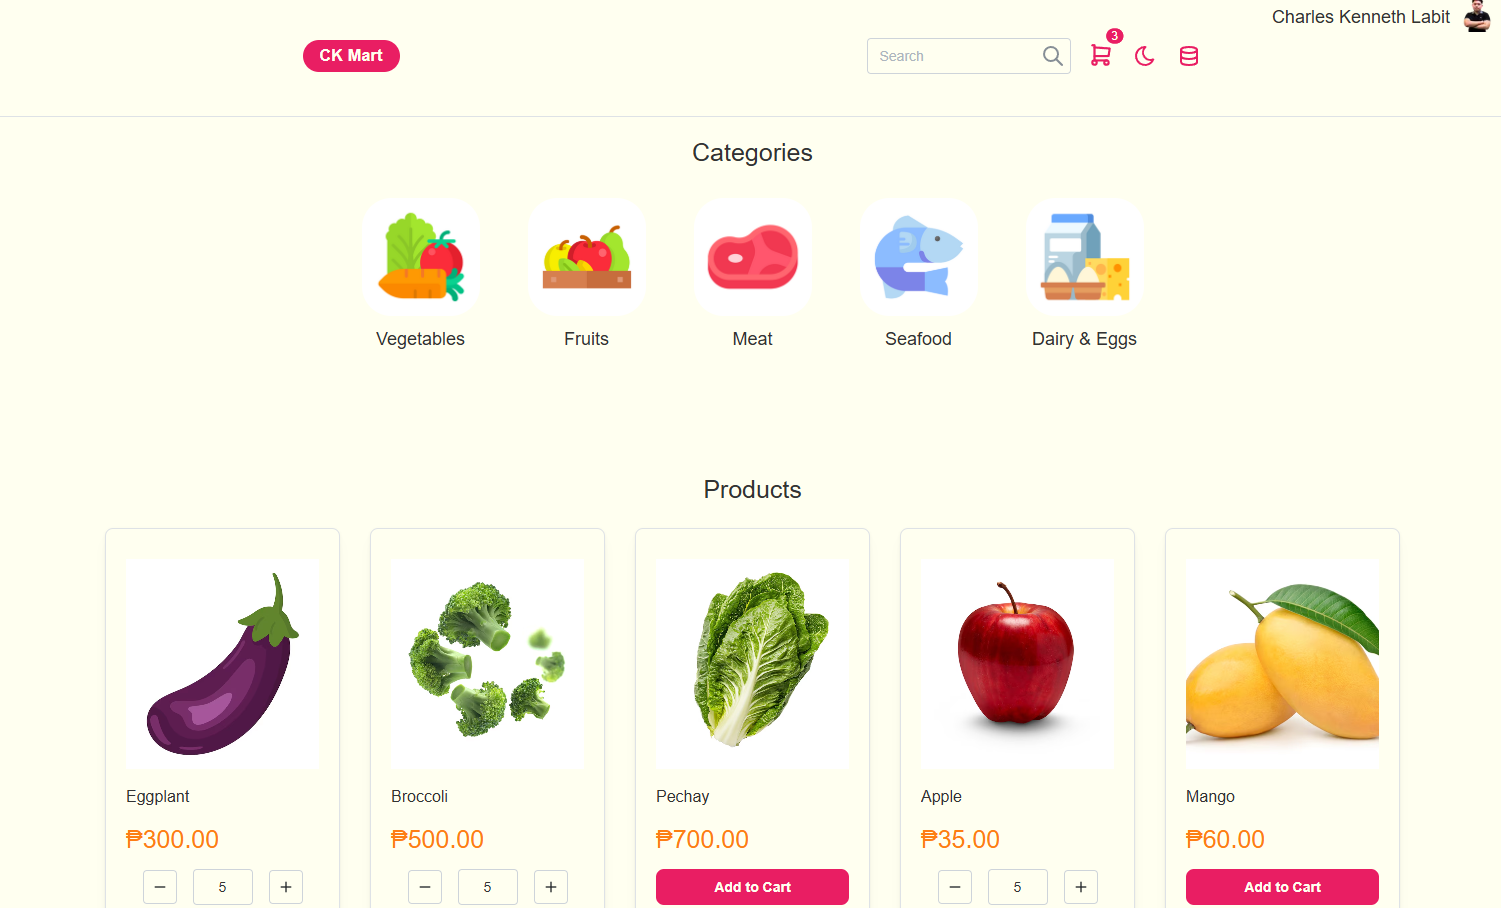 Charles Kenneth Labit
CK Mart
Search
3
Categories
Vegetables
Fruits
Meat
Seafood
Dairy & Eggs
Products
Eggplant
₱300.00
5
Broccoli
₱500.00
5
Pechay
₱700.00
Add to Cart
Apple
₱35.00
5
Mango
₱60.00
Add to Cart